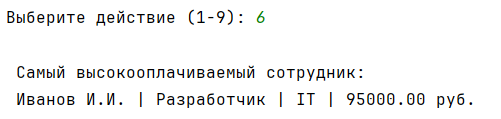 Выберите действие (1-9): 6
Самый высокооплачиваемый сотрудник:
Иванов И.И. | Разработчик | IT | 95000.00 руб.